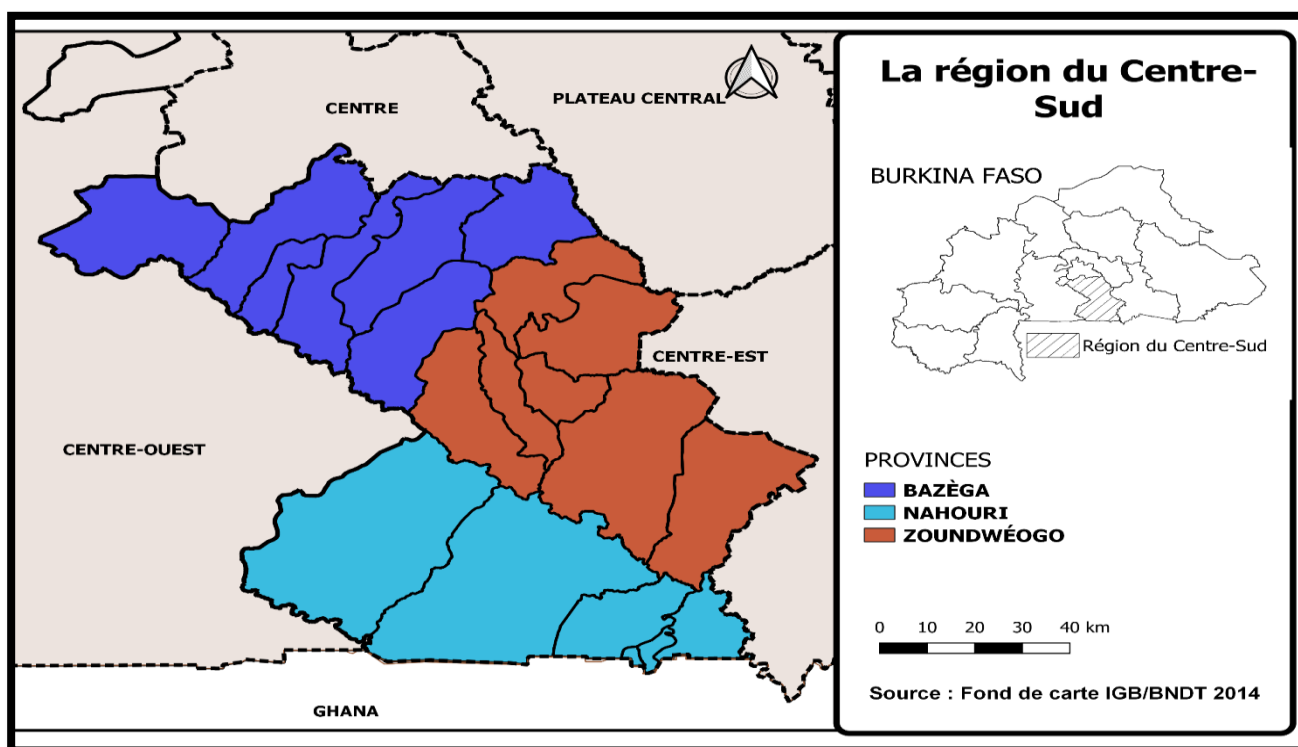 CENTRE
PLATEAU CENTRAL
CENTRE-EST
CENTRE-OUEST
GHANA
La région du Centre-
Sud
BURKINA FASO
Région du Centre-Sud
PROVINCES
BAZÈGA
NAHOURI
ZOUNDWÉOGO
0 10 20 30 40 km
Source : Fond de carte IGB/BNDT 2014